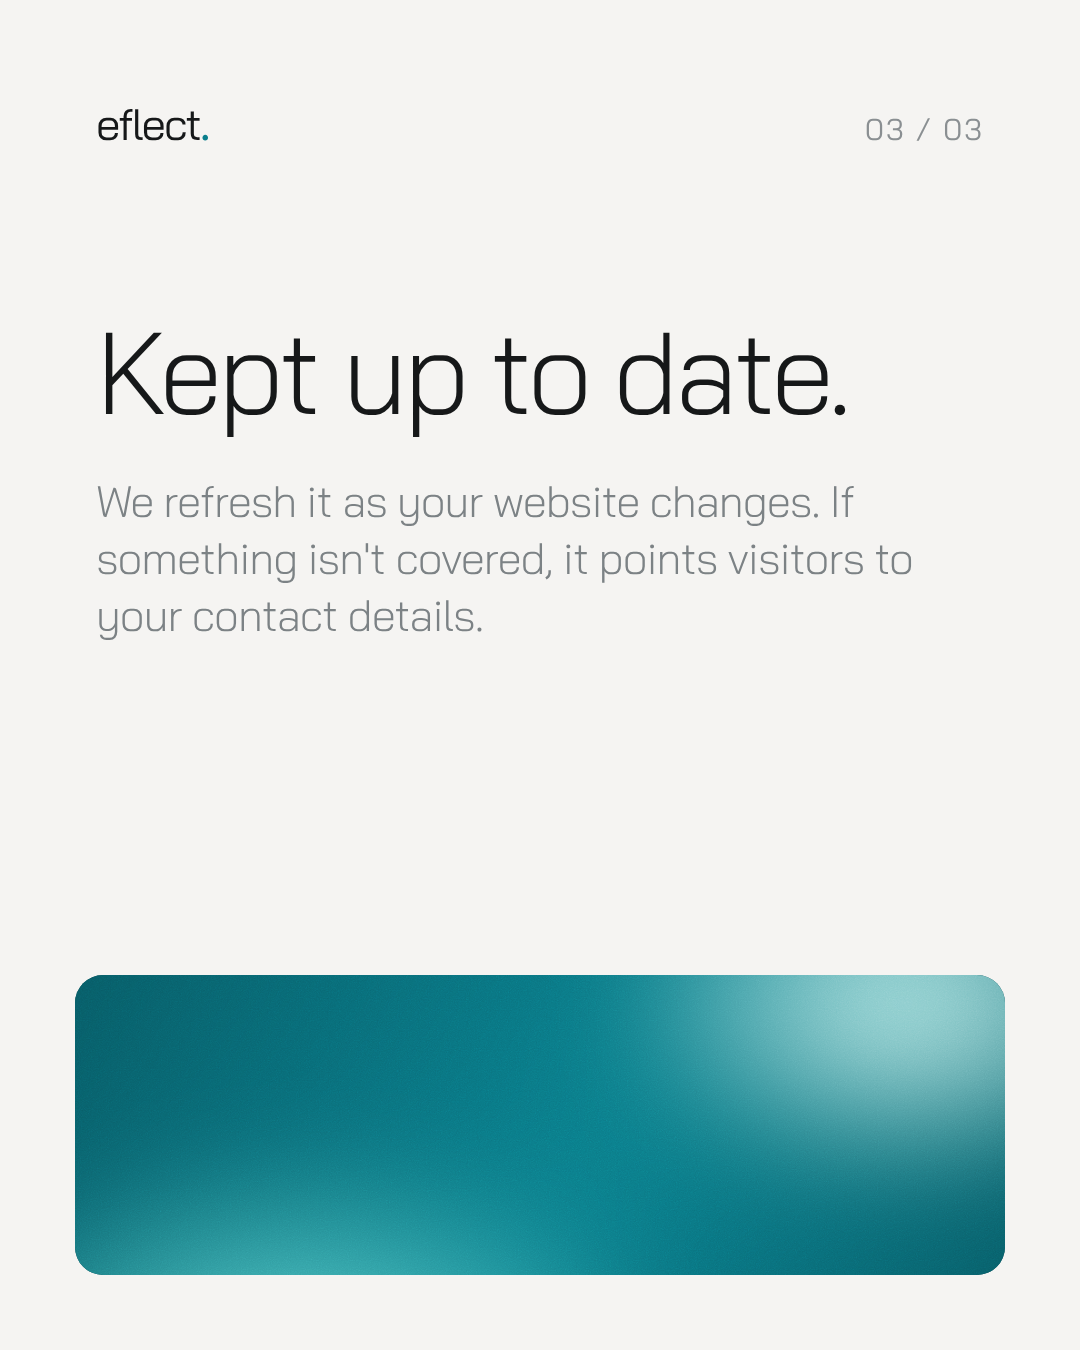 eflect.
03 / 03
Kept up to date.
We refresh it as your website changes. If
something isn't covered, it points visitors to
your contact details.